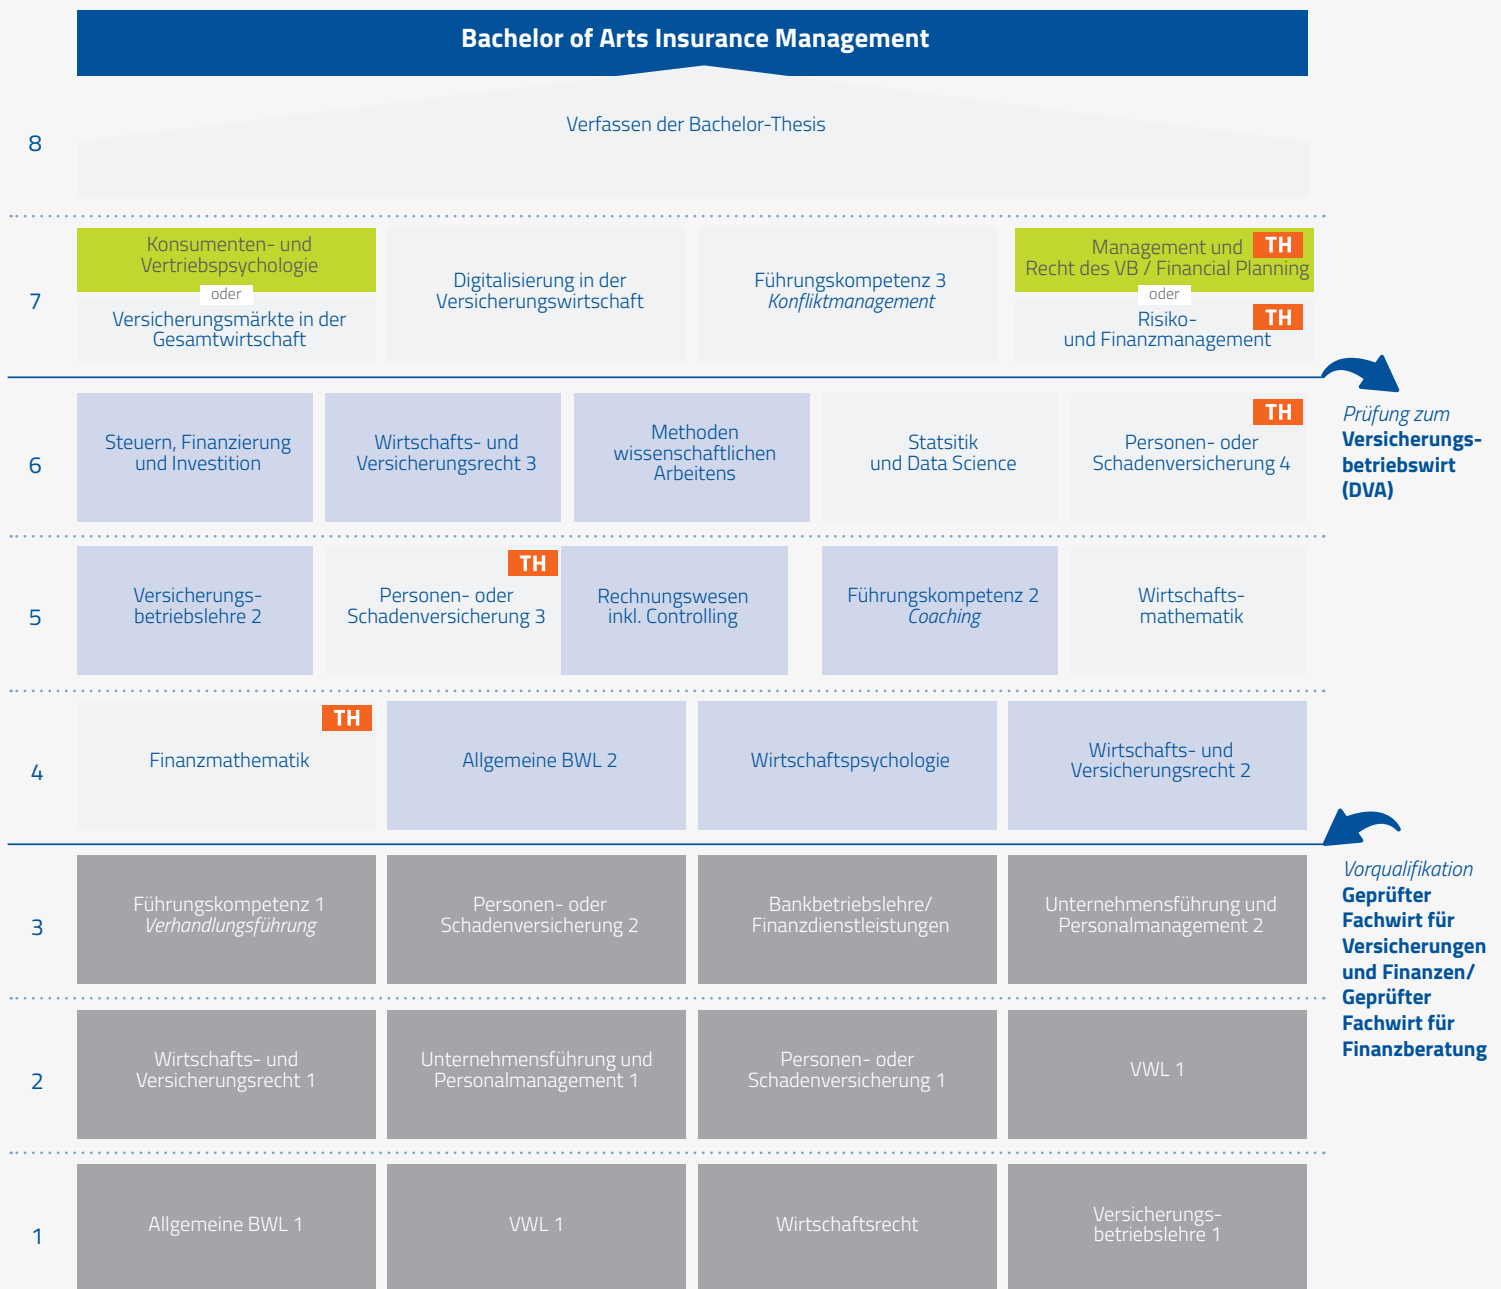 Bachelor of Arts Insurance Management
8
Verfassen der Bachelor-Thesis
7
Konsumenten- und
Vertriebspsychologie
oder
Versicherungsmärkte in der
Gesamtwirtschaft
Digitalisierung in der
Versicherungswirtschaft
Führungskompetenz 3
Konfliktmanagement
Management und
TH
Recht des VB / Financial Planning
oder
Risiko-
TH
und Finanzmanagement
Prüfung zum
Versicherungs-
betriebswirt
(DVA)
6
Steuern, Finanzierung
und Investition
Wirtschafts- und
Versicherungsrecht 3
Methoden
wissenschaftlichen
Arbeitens
Statsitik
und Data Science
TH
Personen- oder
Schadenversicherung 4
5
Versicherungs-
betriebslehre 2
TH
Personen- oder
Schadenversicherung 3
Rechnungswesen
inkl. Controlling
Führungskompetenz 2
Coaching
Wirtschafts-
mathematik
4
TH
Finanzmathematik
Allgemeine BWL 2
Wirtschaftspsychologie
Wirtschafts- und
Versicherungsrecht 2
Vorqualifikation
Geprüfter
Fachwirt für
Versicherungen
und Finanzen/
Geprüfter
Fachwirt für
Finanzberatung
3
Führungskompetenz 1
Verhandlungsführung
Personen- oder
Schadenversicherung 2
Bankbetriebslehre/
Finanzdienstleistungen
Unternehmensführung und
Personalmanagement 2
2
Wirtschafts- und
Versicherungsrecht 1
Unternehmensführung und
Personalmanagement 1
Personen- oder
Schadenversicherung 1
VWL 1
1
Allgemeine BWL 1
VWL 1
Wirtschaftsrecht
Versicherungs-
betriebslehre 1